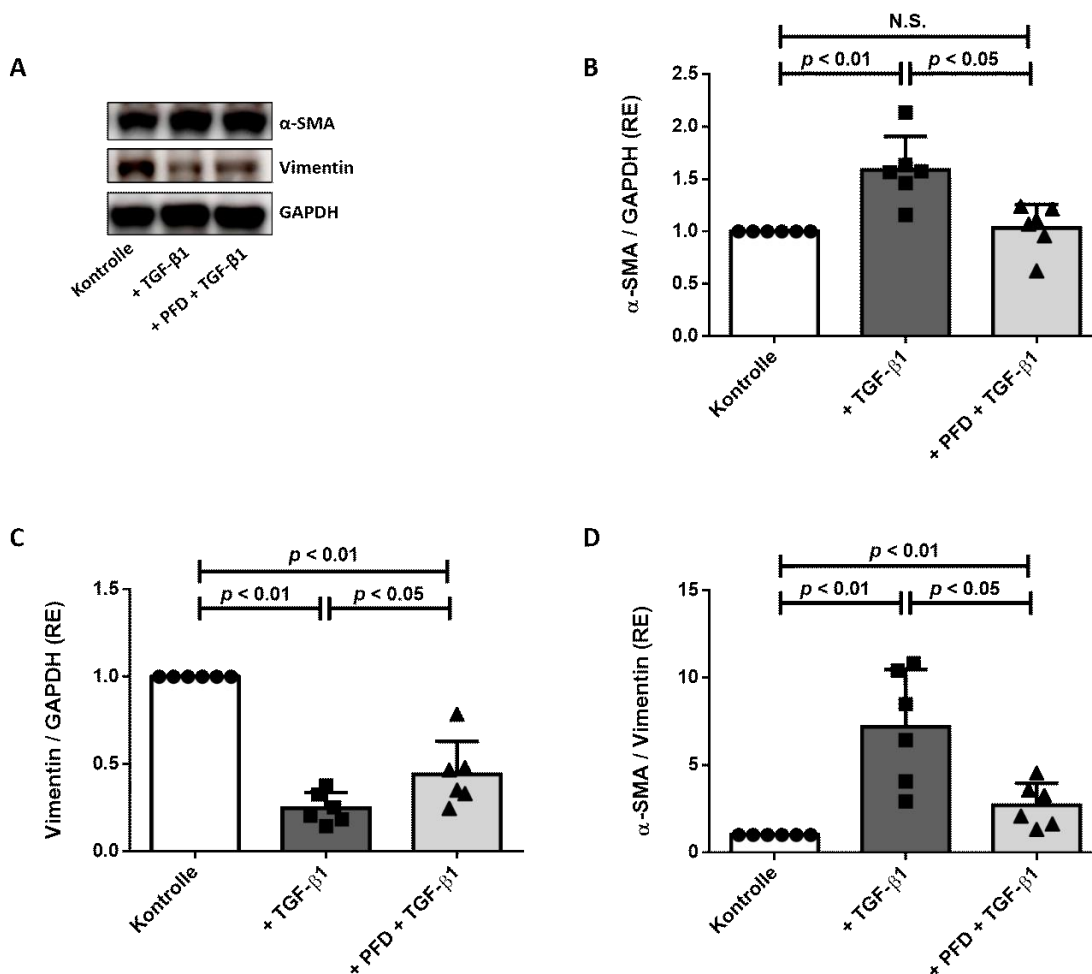 A
α-SMA
Vimentin
GAPDH
Kontrolle
+ TGF-β1
+ PFD + TGF-β1
B
N.S.
p < 0.01
p < 0.05
2.5
2.0
1.5
1.0
0.5
0.0
α-SMA / GAPDH (RE)
Kontrolle
+ TGF-β1
+ PFD + TGF-β1
C
p < 0.01
p < 0.01
p < 0.05
1.5
1.0
0.5
0.0
Vimentin / GAPDH (RE)
Kontrolle
+ TGF-β1
+ PFD + TGF-β1
D
p < 0.01
p < 0.01
p < 0.05
15
10
5
0
α-SMA / Vimentin (RE)
Kontrolle
+ TGF-β1
+ PFD + TGF-β1